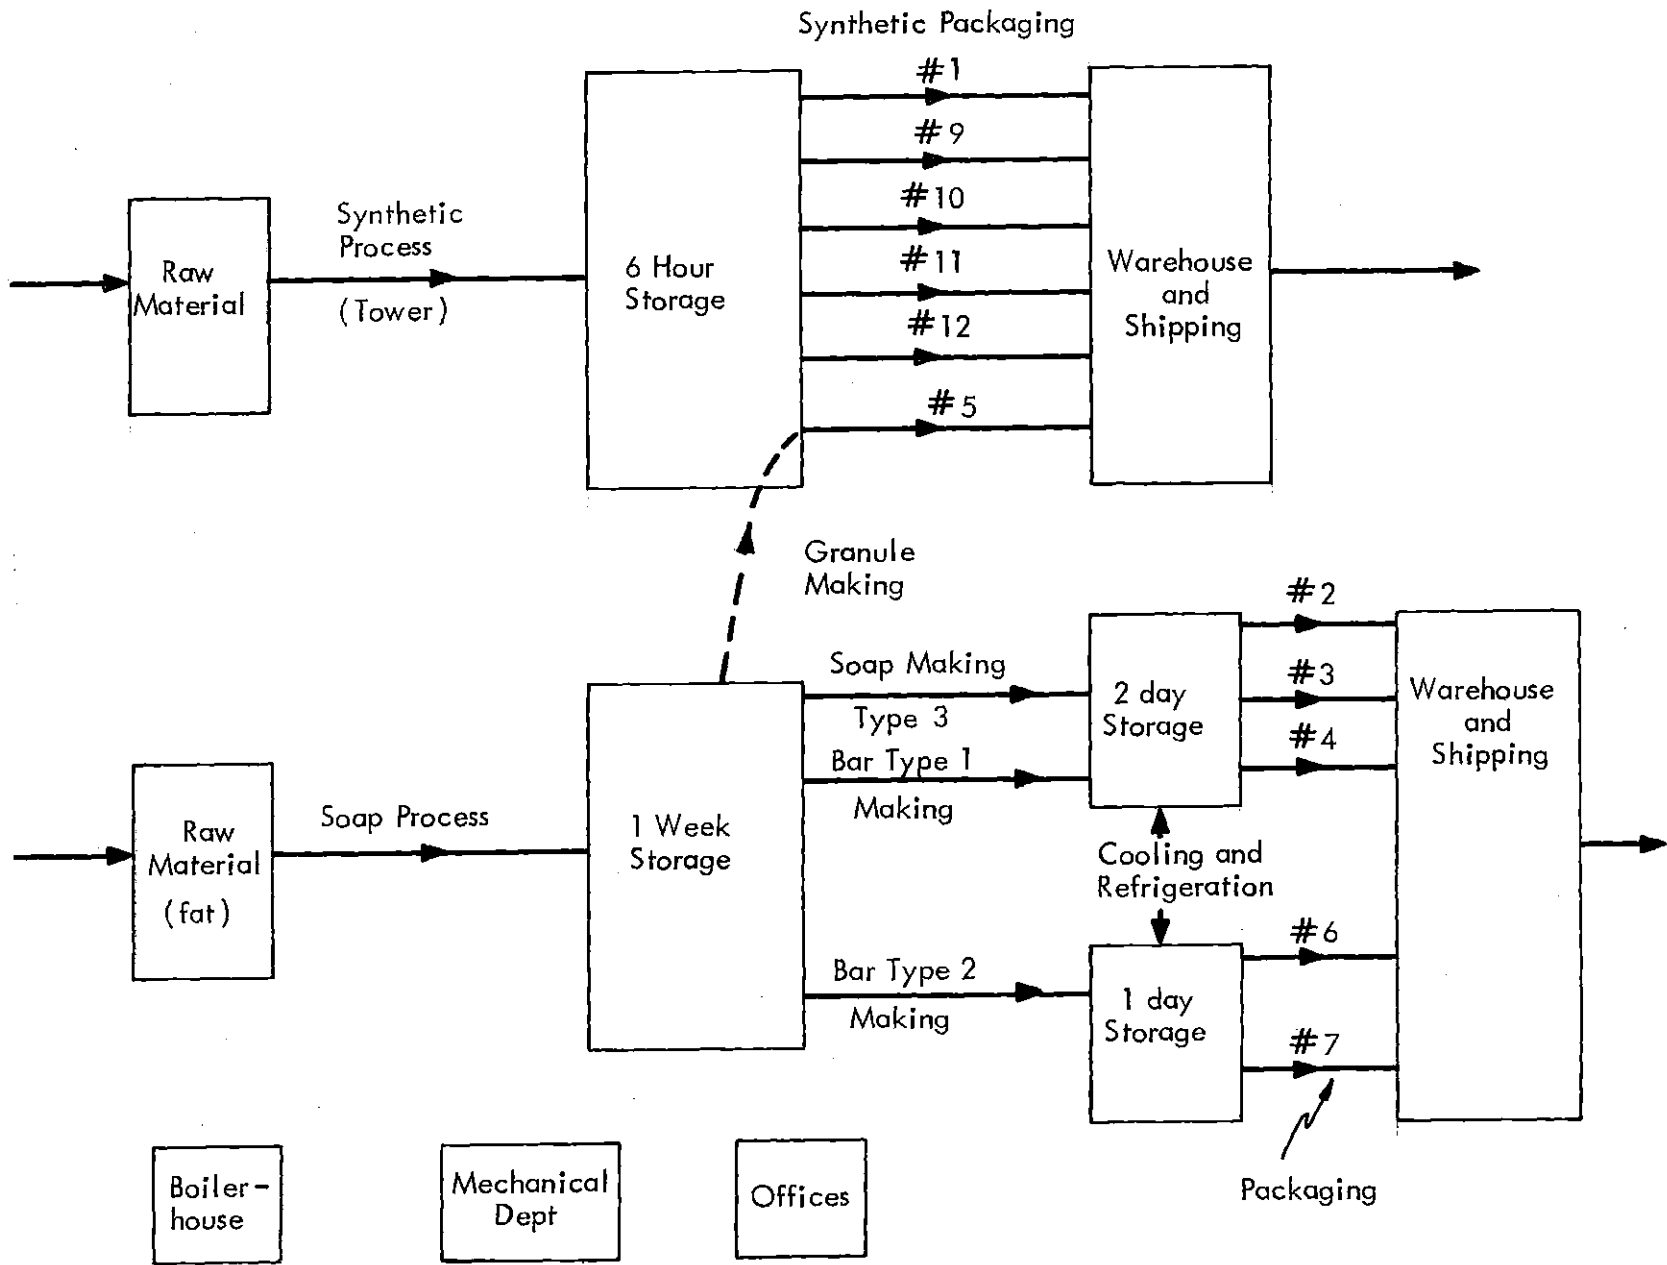 Synthetic Packaging
#1
#9
#10
#11
#12
#5
Raw
Material
Synthetic
Process
(Tower)
6 Hour
Storage
Warehouse
and
Shipping
Granule
Making
Raw
Material
(fat)
Soap Process
1 Week
Storage
Soap Making
Type 3
Bar Type 1
Making
Bar Type 2
Making
2 day
Storage
Cooling and
Refrigeration
1 day
Storage
#2
#3
#4
#6
#7
Warehouse
and
Shipping
Packaging
Boiler-
house
Mechanical
Dept
Offices